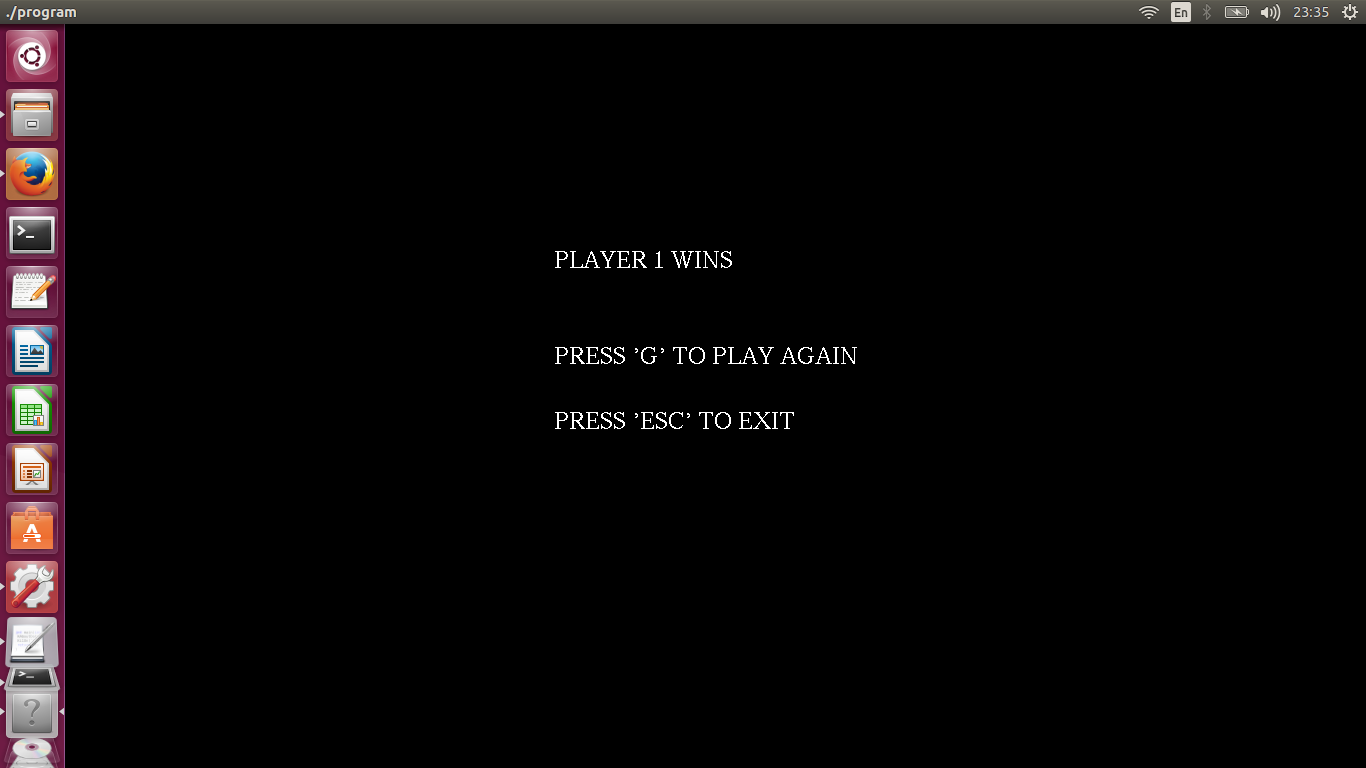 ./program
En
23:35
PLAYER 1 WINS
PRESS ’G’ TO PLAY AGAIN
PRESS ’ESC’ TO EXIT